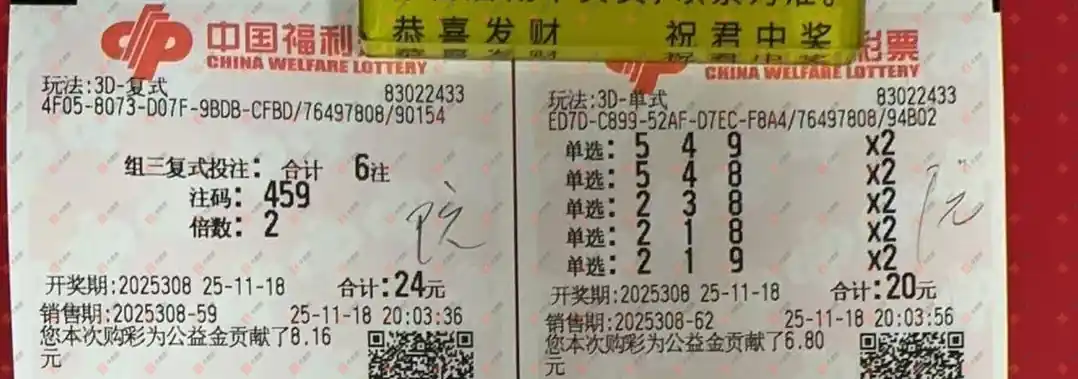 恭喜发财 祝君中奖
中国福利
CHINA WELFARE LOTTERY
玩法:3D-复式
83022433
4F05-8073-D07F-9BDB-CFBD/76497808/90154
组三复式投注: 合计 6注
注码: 459
倍数: 2
开奖期:2025308 25-11-18 合计:24元
销售期:2025308-59 25-11-18 20:03:36
您本次购彩为公益金贡献了8.16
元
彩票
CHINA WELFARE LOTTERY
玩法:3D-单式
83022433
ED7D-C899-52AF-D7EC-F8A4/76497808/94B02
单选: 5 4 9 x2
单选: 5 4 8 x2
单选: 2 3 8 x2
单选: 2 1 8 x2
单选: 2 1 9 x2
开奖期:2025308 25-11-18 合计:20元
销售期:2025308-62 25-11-18 20:03:56
您本次购彩为公益金贡献了6.80
元